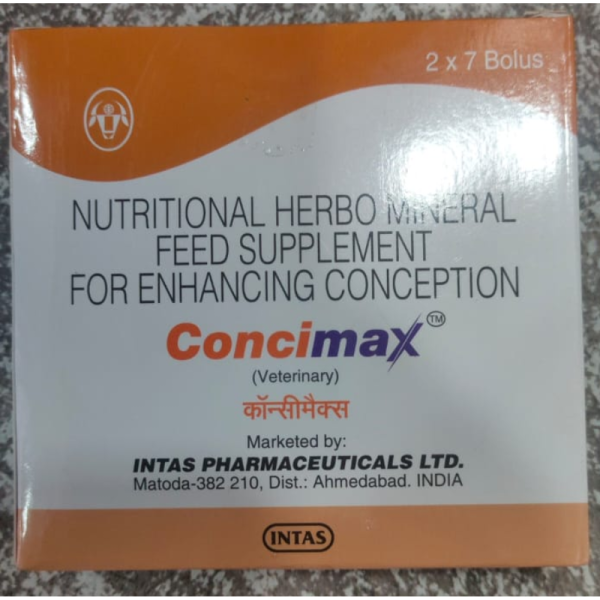 2 x 7 Bolus
NUTRITIONAL HERBO MINERAL
FEED SUPPLEMENT
FOR ENHANCING CONCEPTION
Concimax™
(Veterinary)
कॉन्सीमैक्स
Marketed by:
INTAS PHARMACEUTICALS LTD.
Matoda-382 210, Dist.: Ahmedabad. INDIA
INTAS